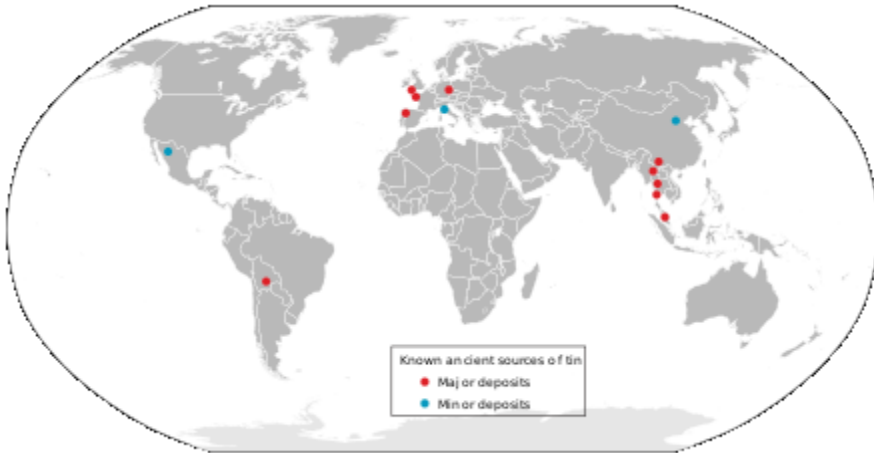 Known ancient sources of tin
Major deposits
Minor deposits